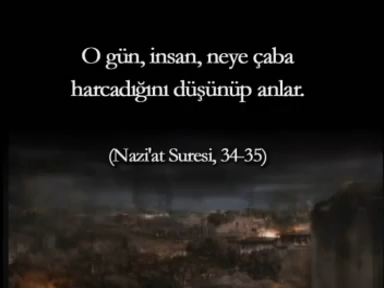 O gün, insan, neye çaba
harcadığını düşünüp anlar.
(Nazi'at Suresi, 34-35)